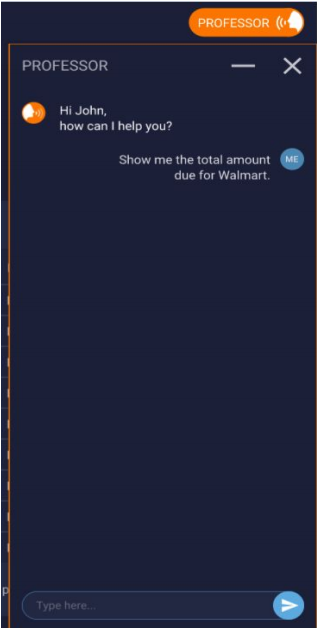 PROFESSOR
PROFESSOR
Hi John,
how can I help you?
Show me the total amount
due for Walmart.
ME
Type here...